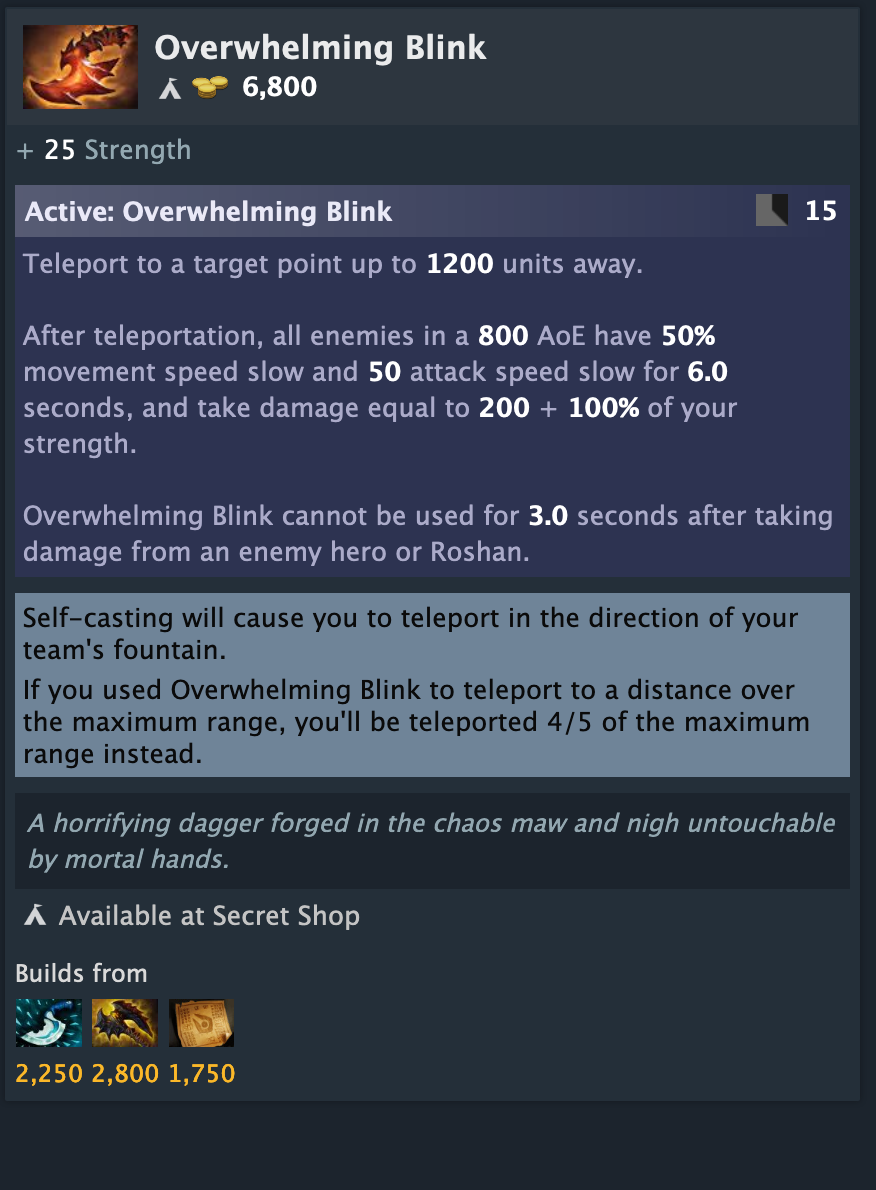 Overwhelming Blink
6,800
+ 25 Strength
Active: Overwhelming Blink 15
Teleport to a target point up to 1200 units away.
After teleportation, all enemies in a 800 AoE have 50%
movement speed slow and 50 attack speed slow for 6.0
seconds, and take damage equal to 200 + 100% of your
strength.
Overwhelming Blink cannot be used for 3.0 seconds after taking
damage from an enemy hero or Roshan.
Self-casting will cause you to teleport in the direction of your
team's fountain.
If you used Overwhelming Blink to teleport to a distance over
the maximum range, you'll be teleported 4/5 of the maximum
range instead.
A horrifying dagger forged in the chaos maw and nigh untouchable
by mortal hands.
Available at Secret Shop
Builds from
2,250 2,800 1,750